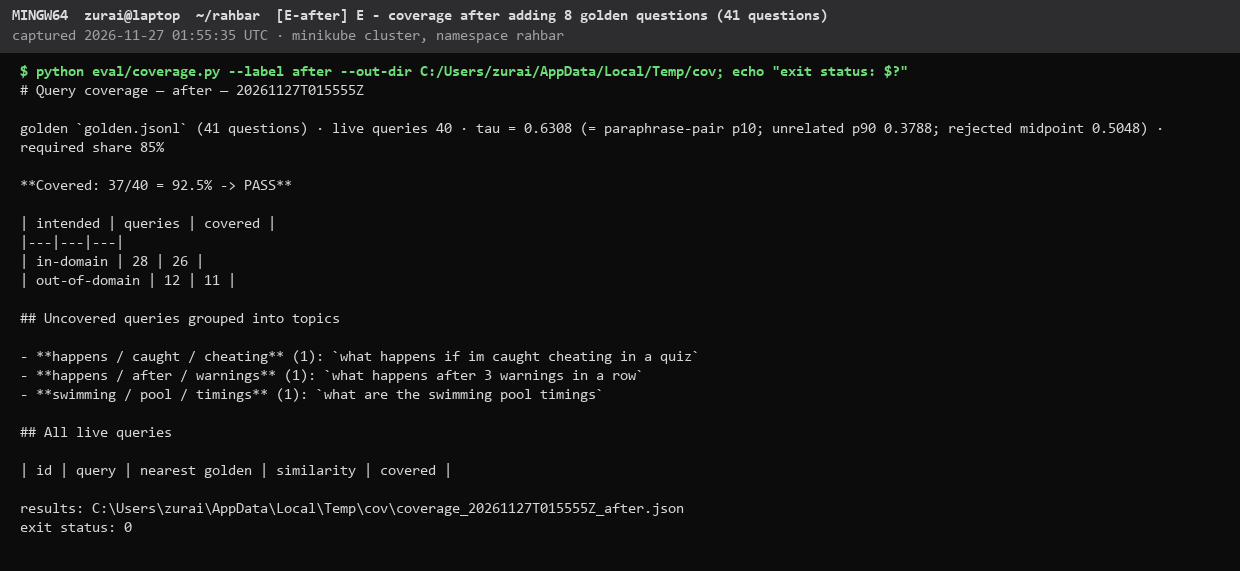 MINGW64  zurai@laptop  ~/rahbar  [E-after] E - coverage after adding 8 golden questions (41 questions)
captured 2026-11-27 01:55:35 UTC · minikube cluster, namespace rahbar
$ python eval/coverage.py --label after --out-dir C:/Users/zurai/AppData/Local/Temp/cov; echo "exit status: $?"
# Query coverage — after — 20261127T015555Z
golden `golden.jsonl` (41 questions) · live queries 40 · tau = 0.6308 (= paraphrase-pair p10; unrelated p90 0.3788; rejected midpoint 0.5048) ·
required share 85%
**Covered: 37/40 = 92.5% -> PASS**
| intended | queries | covered |
|---|---|---|
| in-domain | 28 | 26 |
| out-of-domain | 12 | 11 |
## Uncovered queries grouped into topics
- **happens / caught / cheating** (1): `what happens if im caught cheating in a quiz`
- **happens / after / warnings** (1): `what happens after 3 warnings in a row`
- **swimming / pool / timings** (1): `what are the swimming pool timings`
## All live queries
| id | query | nearest golden | similarity | covered |
results: C:\Users\zurai\AppData\Local\Temp\cov\coverage_20261127T015555Z_after.json
exit status: 0